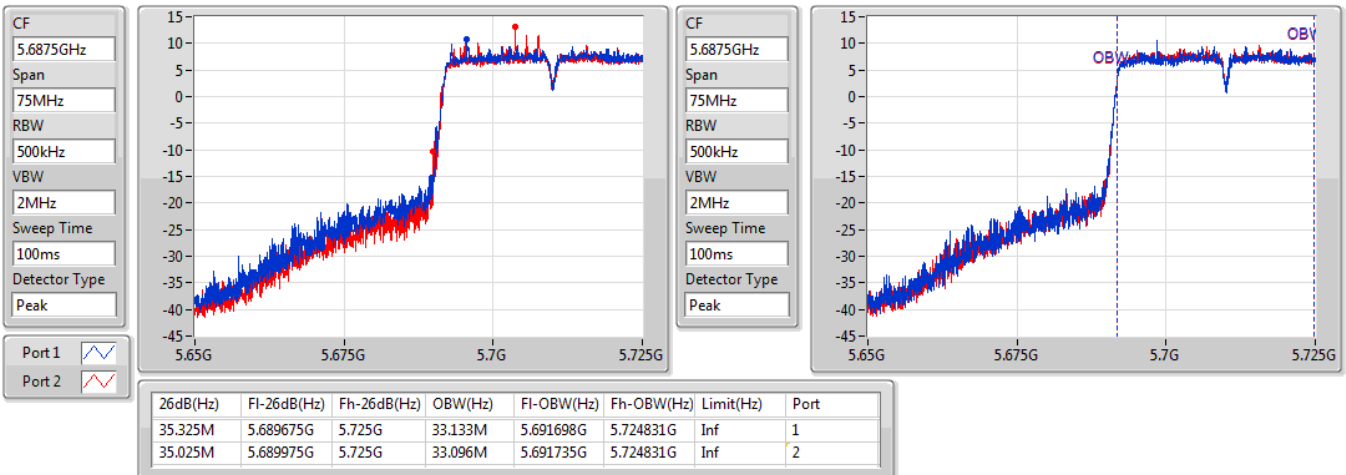 CF
5.6875GHz
Span
75MHz
RBW
500kHz
VBW
2MHz
Sweep Time
100ms
Detector Type
Peak
Port 1
Port 2
15
10
5
0
-5
-10
-15
-20
-25
-30
-35
-40
-45
5.65G 5.675G 5.7G 5.725G
CF
5.6875GHz
Span
75MHz
RBW
500kHz
VBW
2MHz
Sweep Time
100ms
Detector Type
Peak
15
10
5
0
-5
-10
-15
-20
-25
-30
-35
-40
-45
OBW
OBW
5.65G 5.675G 5.7G 5.725G
26dB(Hz) Fl-26dB(Hz) Fh-26dB(Hz) OBW(Hz) Fl-OBW(Hz) Fh-OBW(Hz) Limit(Hz) Port
35.325M 5.689675G 5.725G 33.133M 5.691698G 5.724831G Inf 1
35.025M 5.689975G 5.725G 33.096M 5.691735G 5.724831G Inf 2